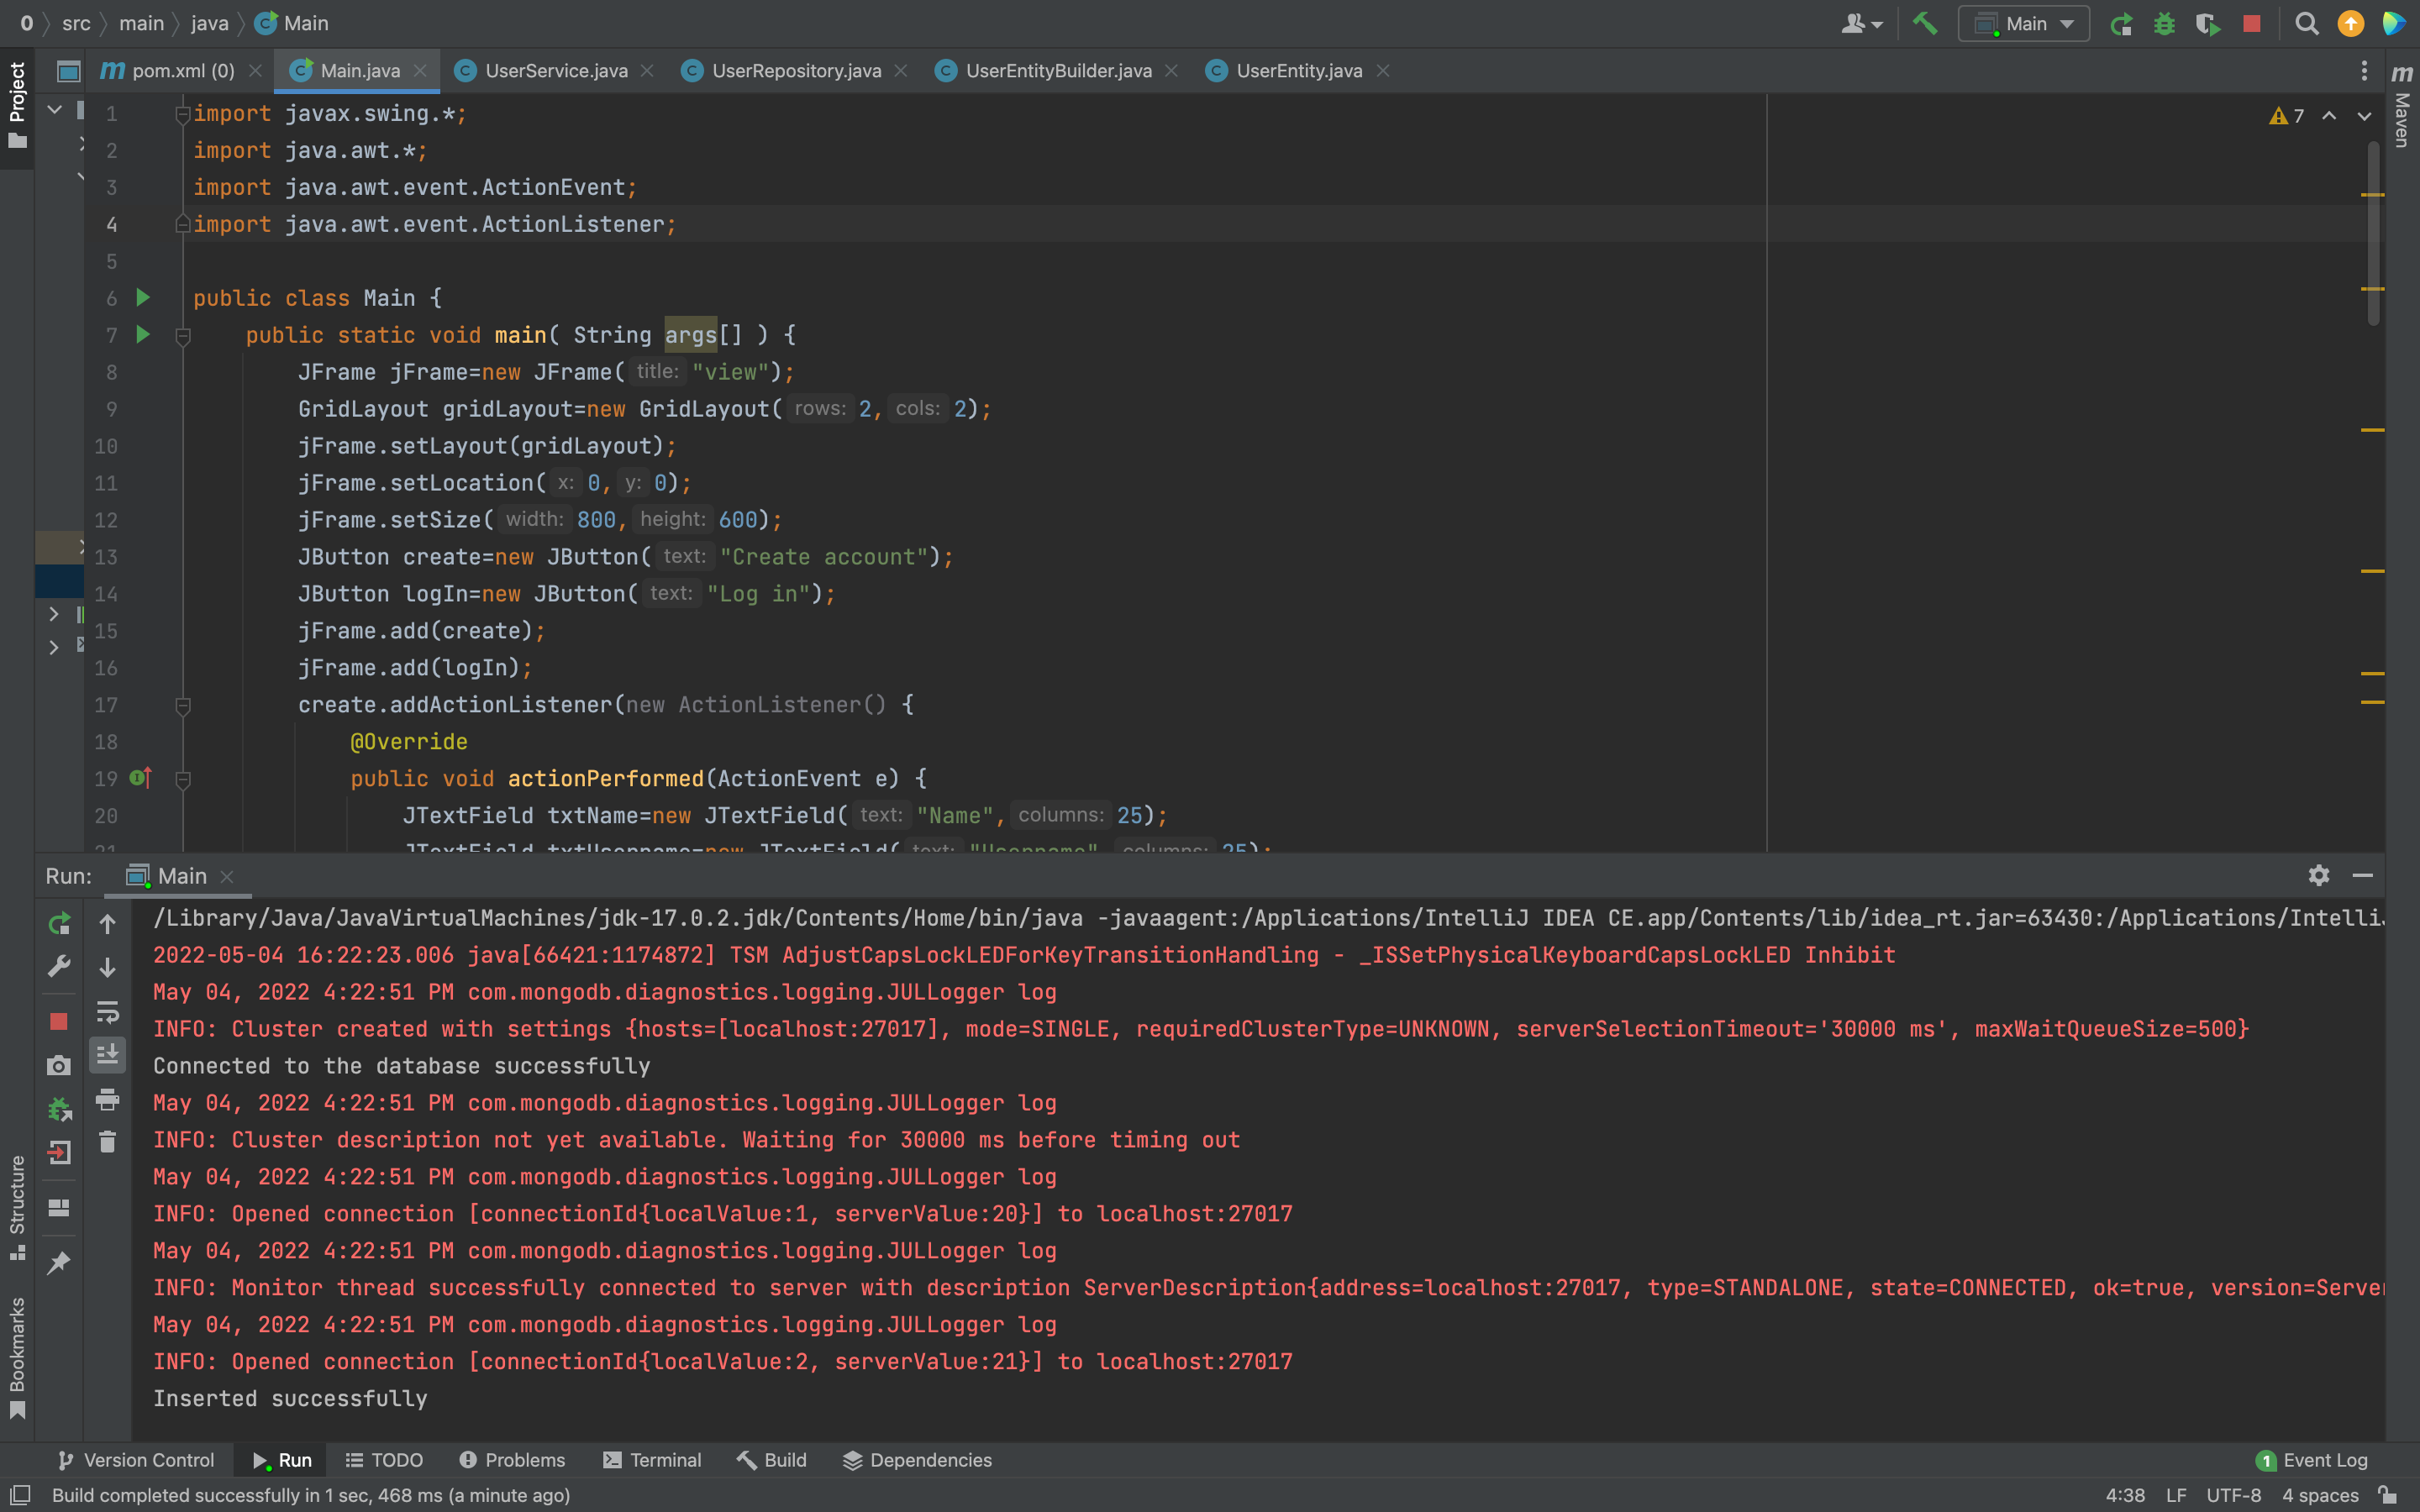 0 src main java Main
Main
Project
pom.xml (0) Main.java UserService.java UserRepository.java UserEntityBuilder.java UserEntity.java
Maven
7
1 import javax.swing.*;
2 import java.awt.*;
3 import java.awt.event.ActionEvent;
4 import java.awt.event.ActionListener;
5
6 public class Main {
7 public static void main( String args[] ) {
8 JFrame jFrame=new JFrame( title: "view");
9 GridLayout gridLayout=new GridLayout( rows: 2, cols: 2);
10 jFrame.setLayout(gridLayout);
11 jFrame.setLocation( x: 0, y: 0);
12 jFrame.setSize( width: 800, height: 600);
13 JButton create=new JButton( text: "Create account");
14 JButton logIn=new JButton( text: "Log in");
15 jFrame.add(create);
16 jFrame.add(logIn);
17 create.addActionListener(new ActionListener() {
18 @Override
19 public void actionPerformed(ActionEvent e) {
20 JTextField txtName=new JTextField( text: "Name", columns: 25);
21 JTextField txtUsername=new JTextField( text: "Username", columns: 25);
Run: Main
/Library/Java/JavaVirtualMachines/jdk-17.0.2.jdk/Contents/Home/bin/java -javaagent:/Applications/IntelliJ IDEA CE.app/Contents/lib/idea_rt.jar=63430:/Applications/IntelliJ
2022-05-04 16:22:23.006 java[66421:1174872] TSM AdjustCapsLockLEDForKeyTransitionHandling - _ISSetPhysicalKeyboardCapsLockLED Inhibit
May 04, 2022 4:22:51 PM com.mongodb.diagnostics.logging.JULLogger log
INFO: Cluster created with settings {hosts=[localhost:27017], mode=SINGLE, requiredClusterType=UNKNOWN, serverSelectionTimeout='30000 ms', maxWaitQueueSize=500}
Connected to the database successfully
May 04, 2022 4:22:51 PM com.mongodb.diagnostics.logging.JULLogger log
INFO: Cluster description not yet available. Waiting for 30000 ms before timing out
May 04, 2022 4:22:51 PM com.mongodb.diagnostics.logging.JULLogger log
INFO: Opened connection [connectionId{localValue:1, serverValue:20}] to localhost:27017
May 04, 2022 4:22:51 PM com.mongodb.diagnostics.logging.JULLogger log
INFO: Monitor thread successfully connected to server with description ServerDescription{address=localhost:27017, type=STANDALONE, state=CONNECTED, ok=true, version=Server
May 04, 2022 4:22:51 PM com.mongodb.diagnostics.logging.JULLogger log
INFO: Opened connection [connectionId{localValue:2, serverValue:21}] to localhost:27017
Inserted successfully
Structure
Bookmarks
Version Control Run TODO Problems Terminal Build Dependencies 1 Event Log
Build completed successfully in 1 sec, 468 ms (a minute ago) 4:38 LF UTF-8 4 spaces